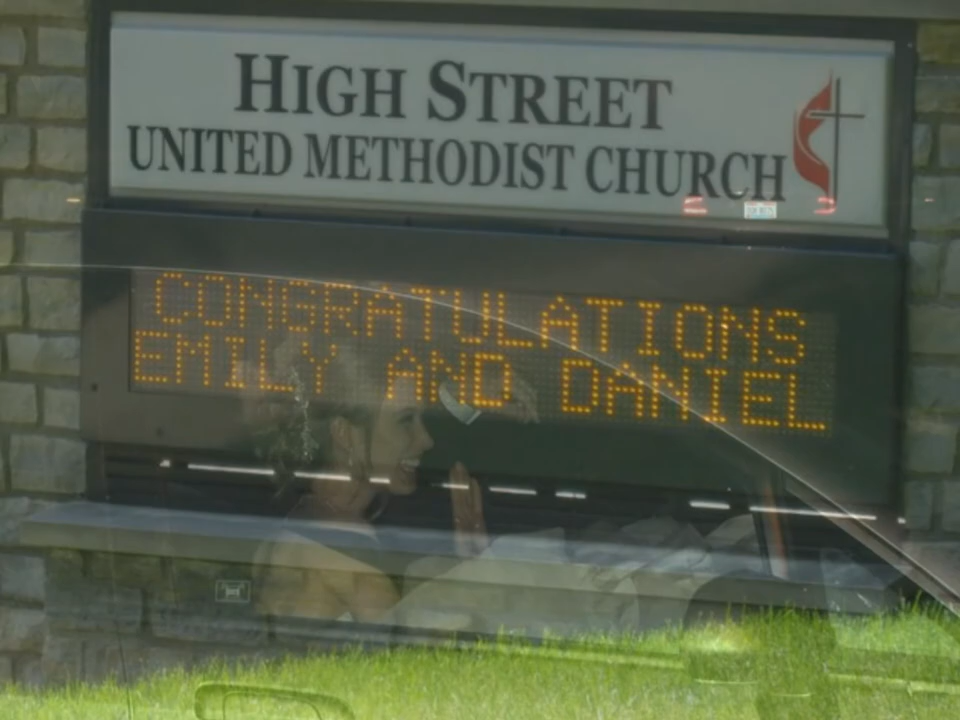 HIGH STREET
UNITED METHODIST CHURCH
CONGRATULATIONS
EMILY AND DANIEL